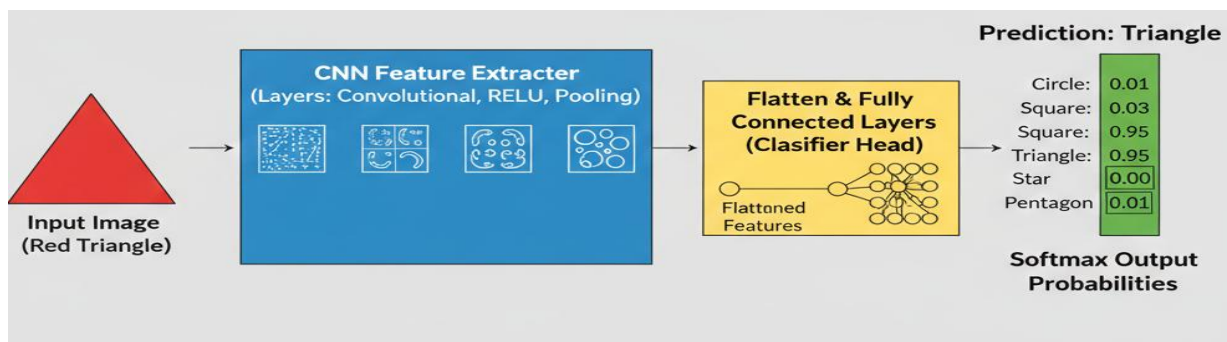 Input Image
(Red Triangle)
CNN Feature Extracter
(Layers: Convolutional, RELU, Pooling)
Flatten & Fully
Connected Layers
(Clasifier Head)
Flattened
Features
Prediction: Triangle
Circle: 0.01
Square: 0.03
Square: 0.95
Triangle: 0.95
Star 0.00
Pentagon 0.01
Softmax Output
Probabilities